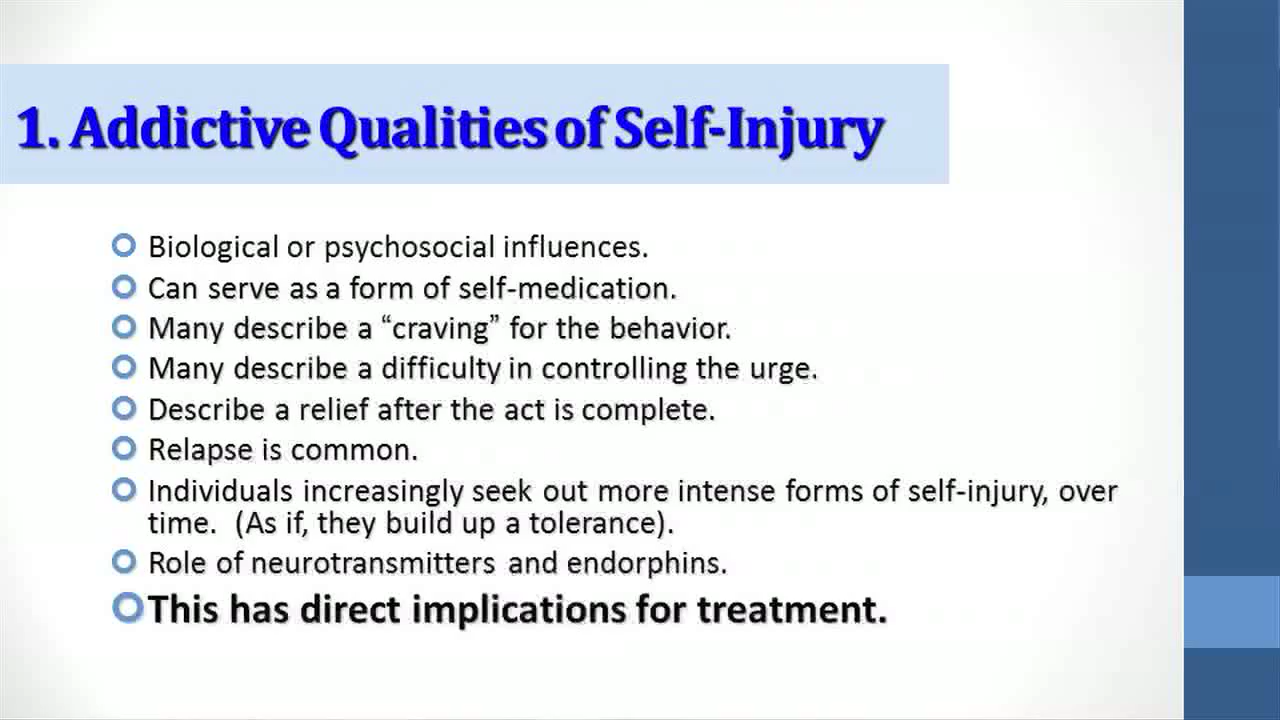 1. Addictive Qualities of Self-Injury
Biological or psychosocial influences.
Can serve as a form of self-medication.
Many describe a “craving” for the behavior.
Many describe a difficulty in controlling the urge.
Describe a relief after the act is complete.
Relapse is common.
Individuals increasingly seek out more intense forms of self-injury, over
time. (As if, they build up a tolerance).
Role of neurotransmitters and endorphins.
This has direct implications for treatment.